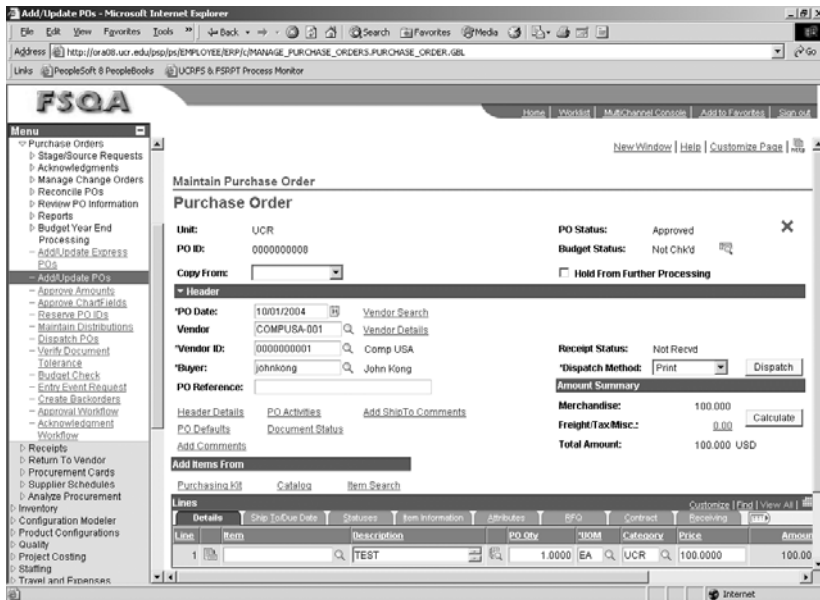 Add/Update POs - Microsoft Internet Explorer
File Edit View Favorites Tools » Back Search Favorites Media
Address http://ora08.ucr.edu/psp/ps/EMPLOYEE/ERP/c/MANAGE_PURCHASE_ORDERS.PURCHASE_ORDER.GBL Go
Links PeopleSoft 8 PeopleBooks UCRFS & FSRPT Process Monitor
FSQA
Home Worklist MultiChannel Console Add to Favorites Sign out
Menu
Purchase Orders
Stage/Source Requests
Acknowledgments
Manage Change Orders
Reconcile POs
Review PO Information
Reports
Budget Year End
Processing
– Add/Update Express
POs
– Add/Update POs
– Approve Amounts
– Approve ChartFields
– Reserve PO IDs
– Maintain Distributions
– Dispatch POs
– Verify Document
Tolerance
– Budget Check
– Entry Event Request
– Create Backorders
– Approval Workflow
– Acknowledgment
Workflow
Receipts
Return To Vendor
Procurement Cards
Supplier Schedules
Analyze Procurement
Inventory
Configuration Modeler
Product Configurations
Quality
Project Costing
Staffing
Travel and Expenses
New Window | Help | Customize Page | http
Maintain Purchase Order
Purchase Order
Unit: UCR PO Status: Approved
PO ID: 0000000008 Budget Status: Not Chk'd
Copy From: Hold From Further Processing
Header
*PO Date: 10/01/2004 Vendor Search
Vendor COMPUSA-001 Vendor Details
*Vendor ID: 0000000001 Comp USA Receipt Status: Not Recvd
*Buyer: johnkong John Kong *Dispatch Method: Print Dispatch
PO Reference: Amount Summary
Header Details PO Activities Add ShipTo Comments Merchandise: 100.000
Calculate
PO Defaults Document Status Freight/Tax/Misc.: 0.00
Add Comments Total Amount: 100.000 USD
Add Items From
Purchasing Kit Catalog Item Search
Lines Customize | Find | View All |
Details Ship To/Due Date Statuses Item Information Attributes RFQ Contract Receiving
Line Item Description PO Qty *UOM Category Price Amoun
1 TEST 1.0000 EA UCR 100.0000 100.00
Internet